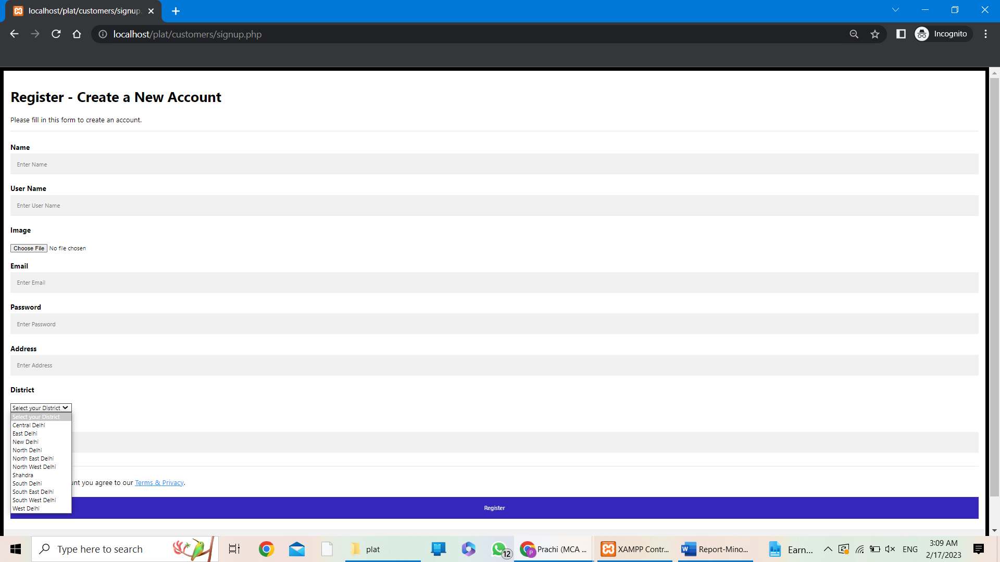 localhost/plat/customers/signup.
localhost/plat/customers/signup.php
Incognito
Register - Create a New Account
Please fill in this form to create an account.
Name
Enter Name
User Name
Enter User Name
Image
Choose File No file chosen
Email
Enter Email
Password
Enter Password
Address
Enter Address
District
Select your District
Select your District
Central Delhi
East Delhi
New Delhi
North Delhi
North East Delhi
North West Delhi
Shahdra
South Delhi
South East Delhi
South West Delhi
West Delhi
you agree to our Terms & Privacy.
Register
Type here to search
plat
12
P
Prachi (MCA ...
XAMPP Contr...
W
Report-Mino...
Earn...
ENG
3:09 AM
2/17/2023